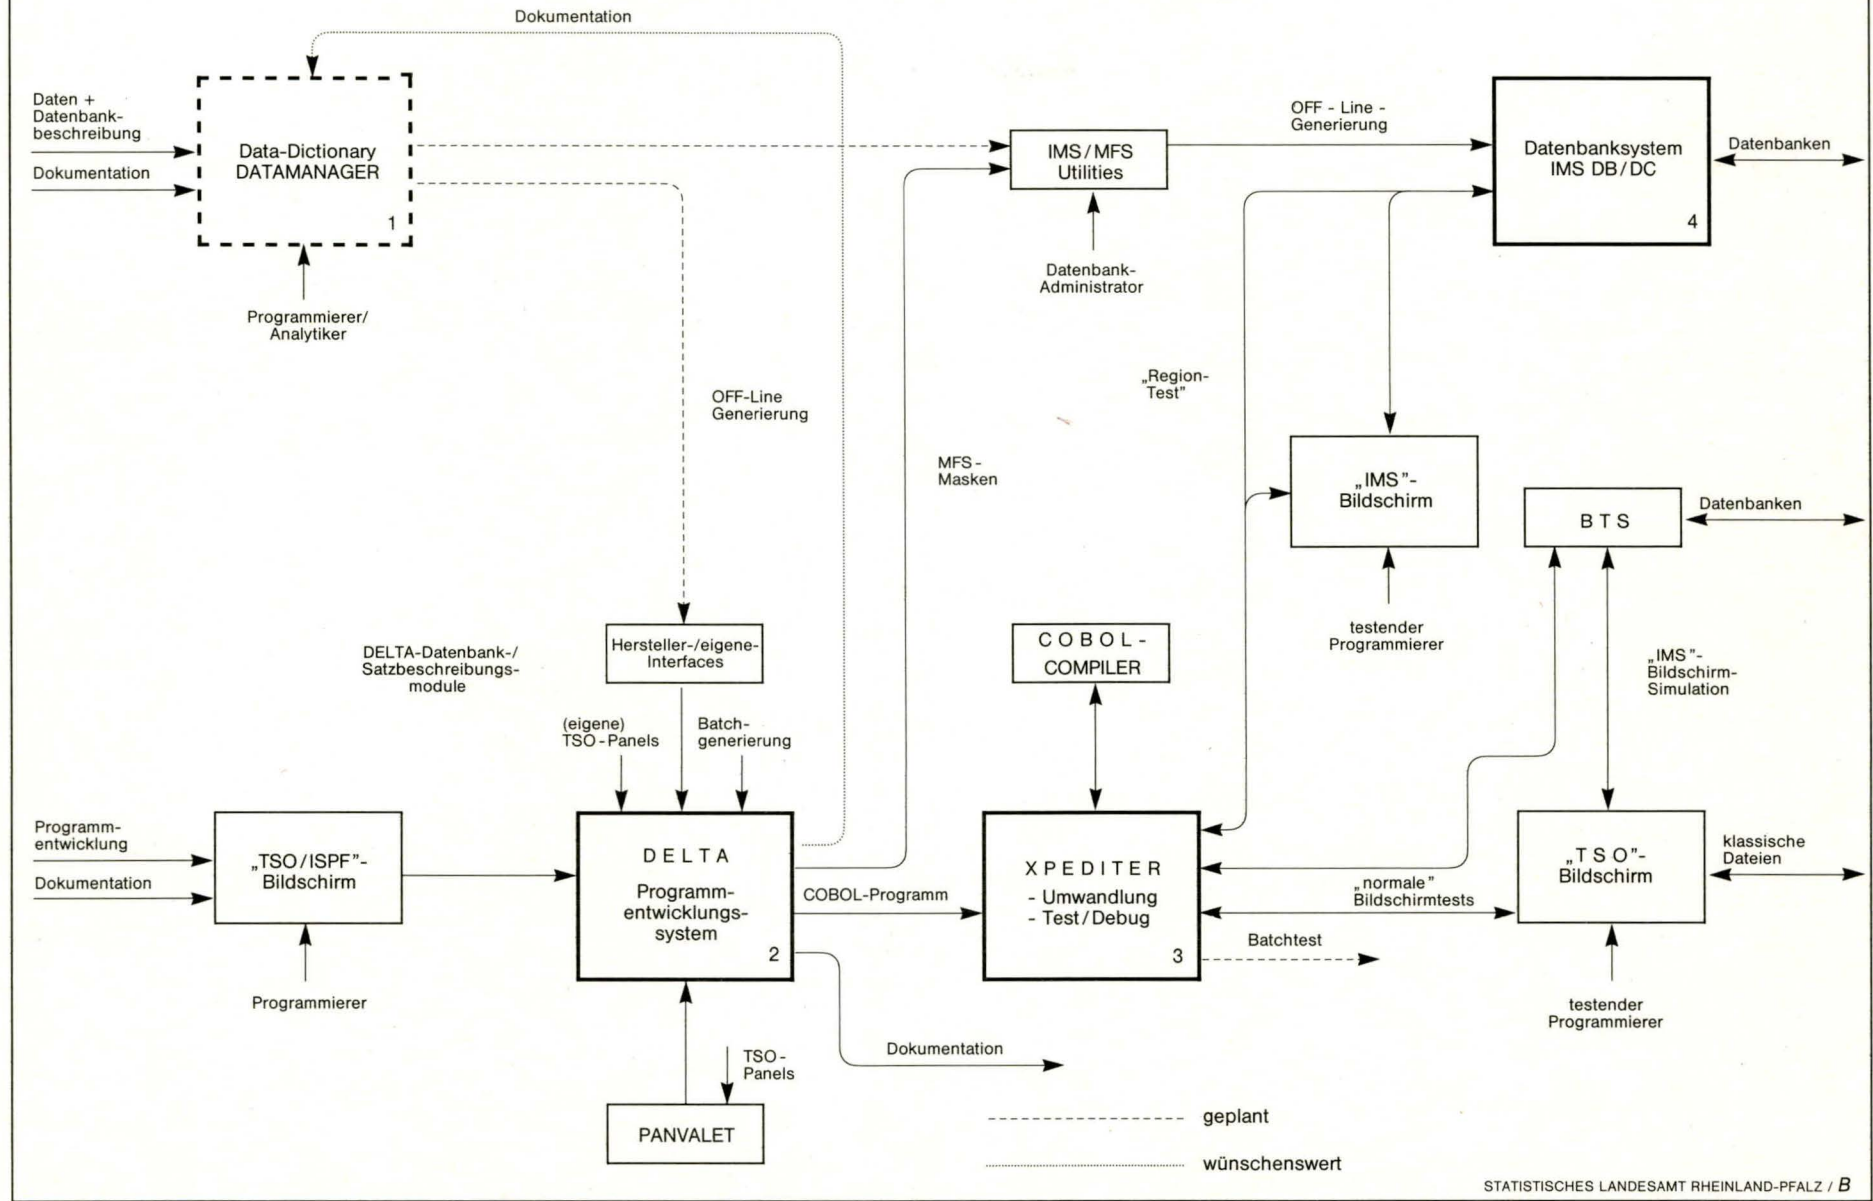 Dokumentation
Daten +
Datenbank-
beschreibung
Dokumentation
Data-Dictionary
DATAMANAGER
1
Programmierer/
Analytiker
IMS/MFS
Utilities
Datenbank-
Administrator
OFF - Line -
Generierung
Datenbanksystem
IMS DB/DC
4
Datenbanken
OFF-Line
Generierung
„Region-
Test”
MFS -
Masken
„IMS”-
Bildschirm
testender
Programmierer
BTS
Datenbanken
„IMS”-
Bildschirm-
Simulation
DELTA-Datenbank-/
Satzbeschreibungs-
module
Hersteller-/eigene-
Interfaces
(eigene)
TSO-Panels
Batch-
generierung
COBOL-
COMPILER
Programm-
entwicklung
Dokumentation
„TSO/ISPF”-
Bildschirm
Programmierer
DELTA
Programm-
entwicklungs-
system
2
COBOL-Programm
XPEDITER
- Umwandlung
- Test/Debug
3
„normale”
Bildschirmtests
Batchtest
„TSO”-
Bildschirm
klassische
Dateien
testender
Programmierer
Dokumentation
TSO-
Panels
PANVALET
geplant
wünschenswert
STATISTISCHES LANDESAMT RHEINLAND-PFALZ / B